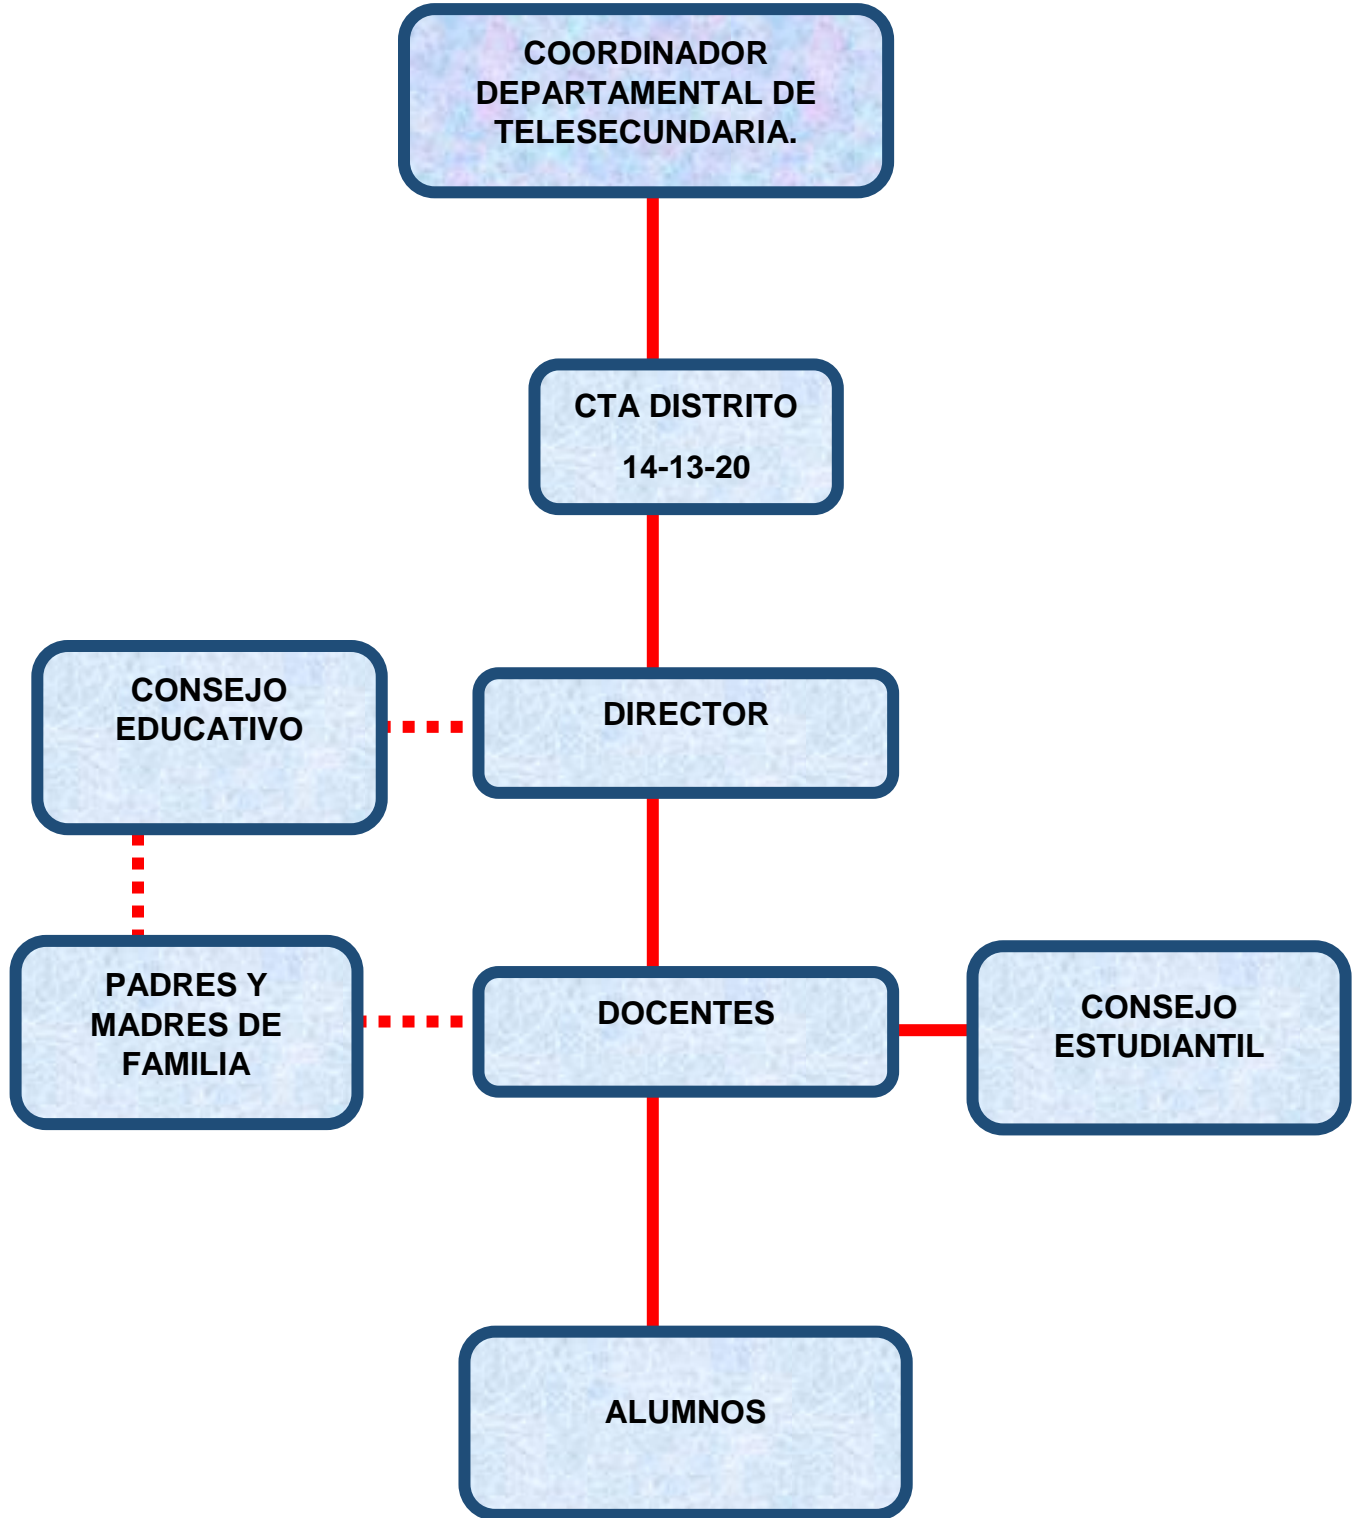 COORDINADOR
DEPARTAMENTAL DE
TELESECUNDARIA.
CTA DISTRITO
14-13-20
CONSEJO
EDUCATIVO
DIRECTOR
PADRES Y
MADRES DE
FAMILIA
DOCENTES
CONSEJO
ESTUDIANTIL
ALUMNOS